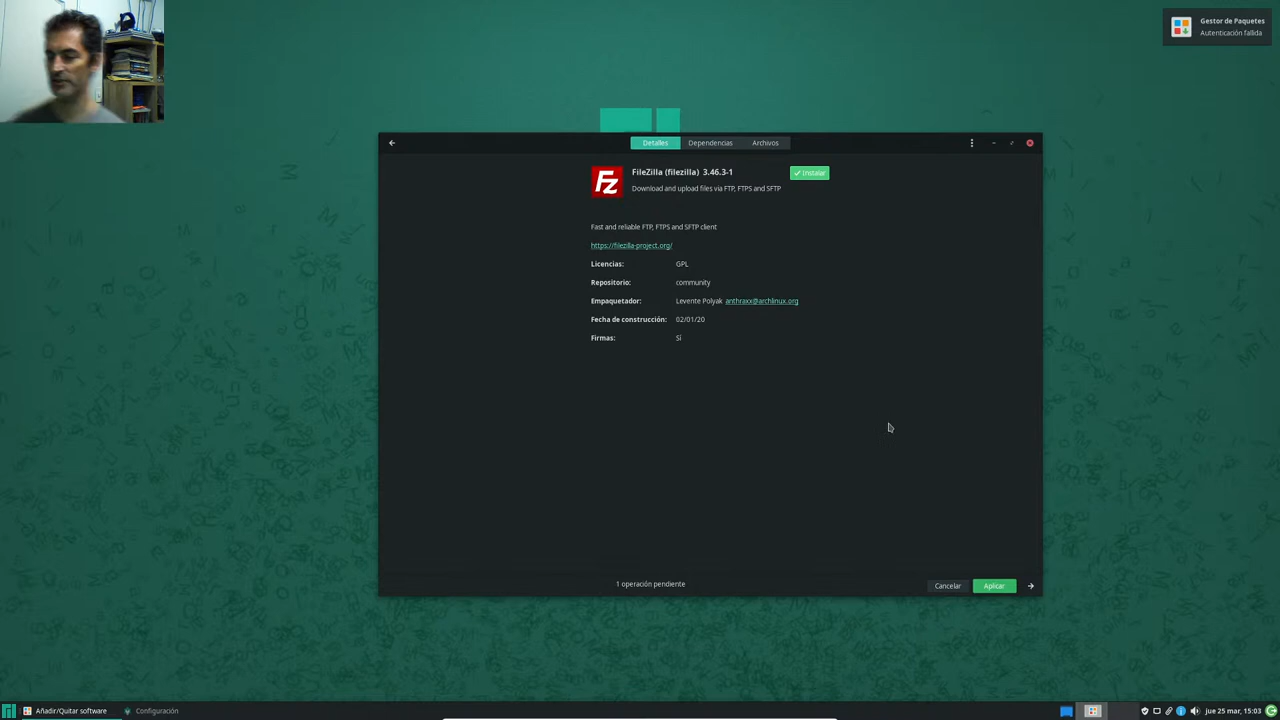 Gestor de Paquetes
Autenticación fallida
Detalles
Dependencias
Archivos
Fz
FileZilla (filezilla) 3.46.3-1
Instalar
Download and upload files via FTP, FTPS and SFTP
Fast and reliable FTP, FTPS and SFTP client
https://filezilla-project.org/
Licencias: GPL
Repositorio: community
Empaquetador: Levente Polyak anthraxx@archlinux.org
Fecha de construcción: 02/01/20
Firmas: Sí
1 operación pendiente
Cancelar
Aplicar
Añadir/Quitar software
Configuración
jue 25 mar, 15:03